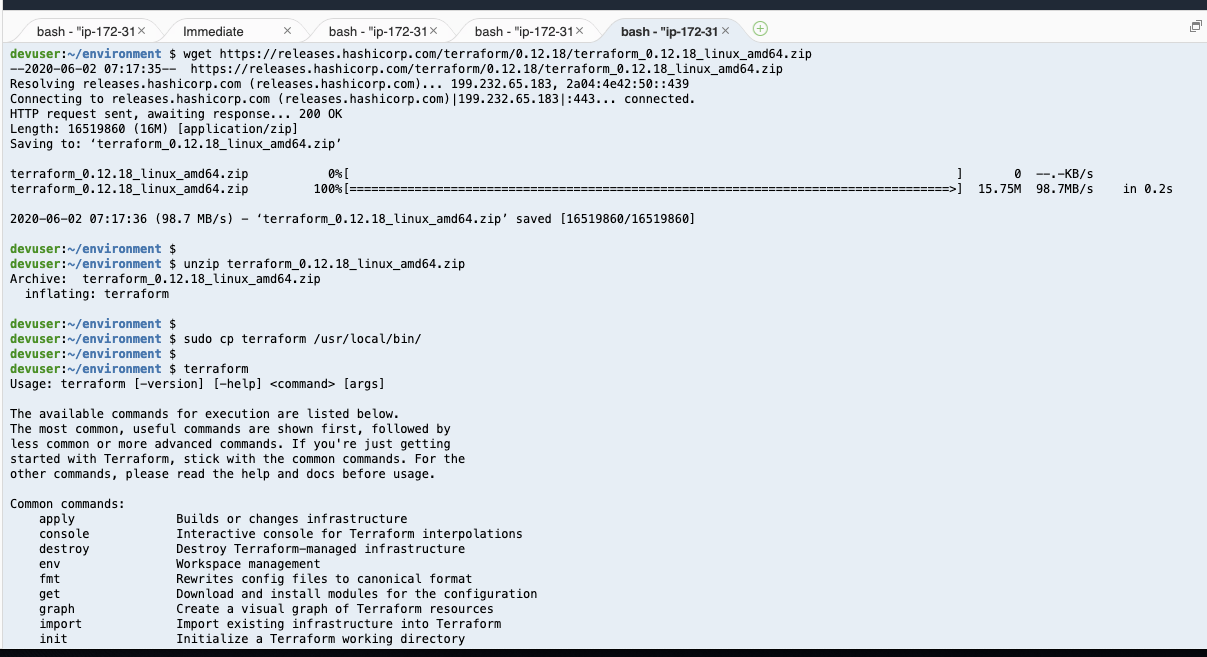 bash - "ip-172-31× Immediate × bash - "ip-172-31× bash - "ip-172-31× bash - "ip-172-31 ×
devuser:~/environment $ wget https://releases.hashicorp.com/terraform/0.12.18/terraform_0.12.18_linux_amd64.zip
--2020-06-02 07:17:35--  https://releases.hashicorp.com/terraform/0.12.18/terraform_0.12.18_linux_amd64.zip
Resolving releases.hashicorp.com (releases.hashicorp.com)... 199.232.65.183, 2a04:4e42:50::439
Connecting to releases.hashicorp.com (releases.hashicorp.com)|199.232.65.183|:443... connected.
HTTP request sent, awaiting response... 200 OK
Length: 16519860 (16M) [application/zip]
Saving to: ‘terraform_0.12.18_linux_amd64.zip’
terraform_0.12.18_linux_amd64.zip           0%[                                                                                     ]       0  --.-KB/s
terraform_0.12.18_linux_amd64.zip         100%[===================================================================================>]  15.75M  98.7MB/s    in 0.2s
2020-06-02 07:17:36 (98.7 MB/s) - ‘terraform_0.12.18_linux_amd64.zip’ saved [16519860/16519860]
devuser:~/environment $
devuser:~/environment $ unzip terraform_0.12.18_linux_amd64.zip
Archive:  terraform_0.12.18_linux_amd64.zip
  inflating: terraform
devuser:~/environment $
devuser:~/environment $ sudo cp terraform /usr/local/bin/
devuser:~/environment $
devuser:~/environment $ terraform
Usage: terraform [-version] [-help] <command> [args]
The available commands for execution are listed below.
The most common, useful commands are shown first, followed by
less common or more advanced commands. If you're just getting
started with Terraform, stick with the common commands. For the
other commands, please read the help and docs before usage.
Common commands:
    apply              Builds or changes infrastructure
    console            Interactive console for Terraform interpolations
    destroy            Destroy Terraform-managed infrastructure
    env                Workspace management
    fmt                Rewrites config files to canonical format
    get                Download and install modules for the configuration
    graph              Create a visual graph of Terraform resources
    import             Import existing infrastructure into Terraform
    init               Initialize a Terraform working directory